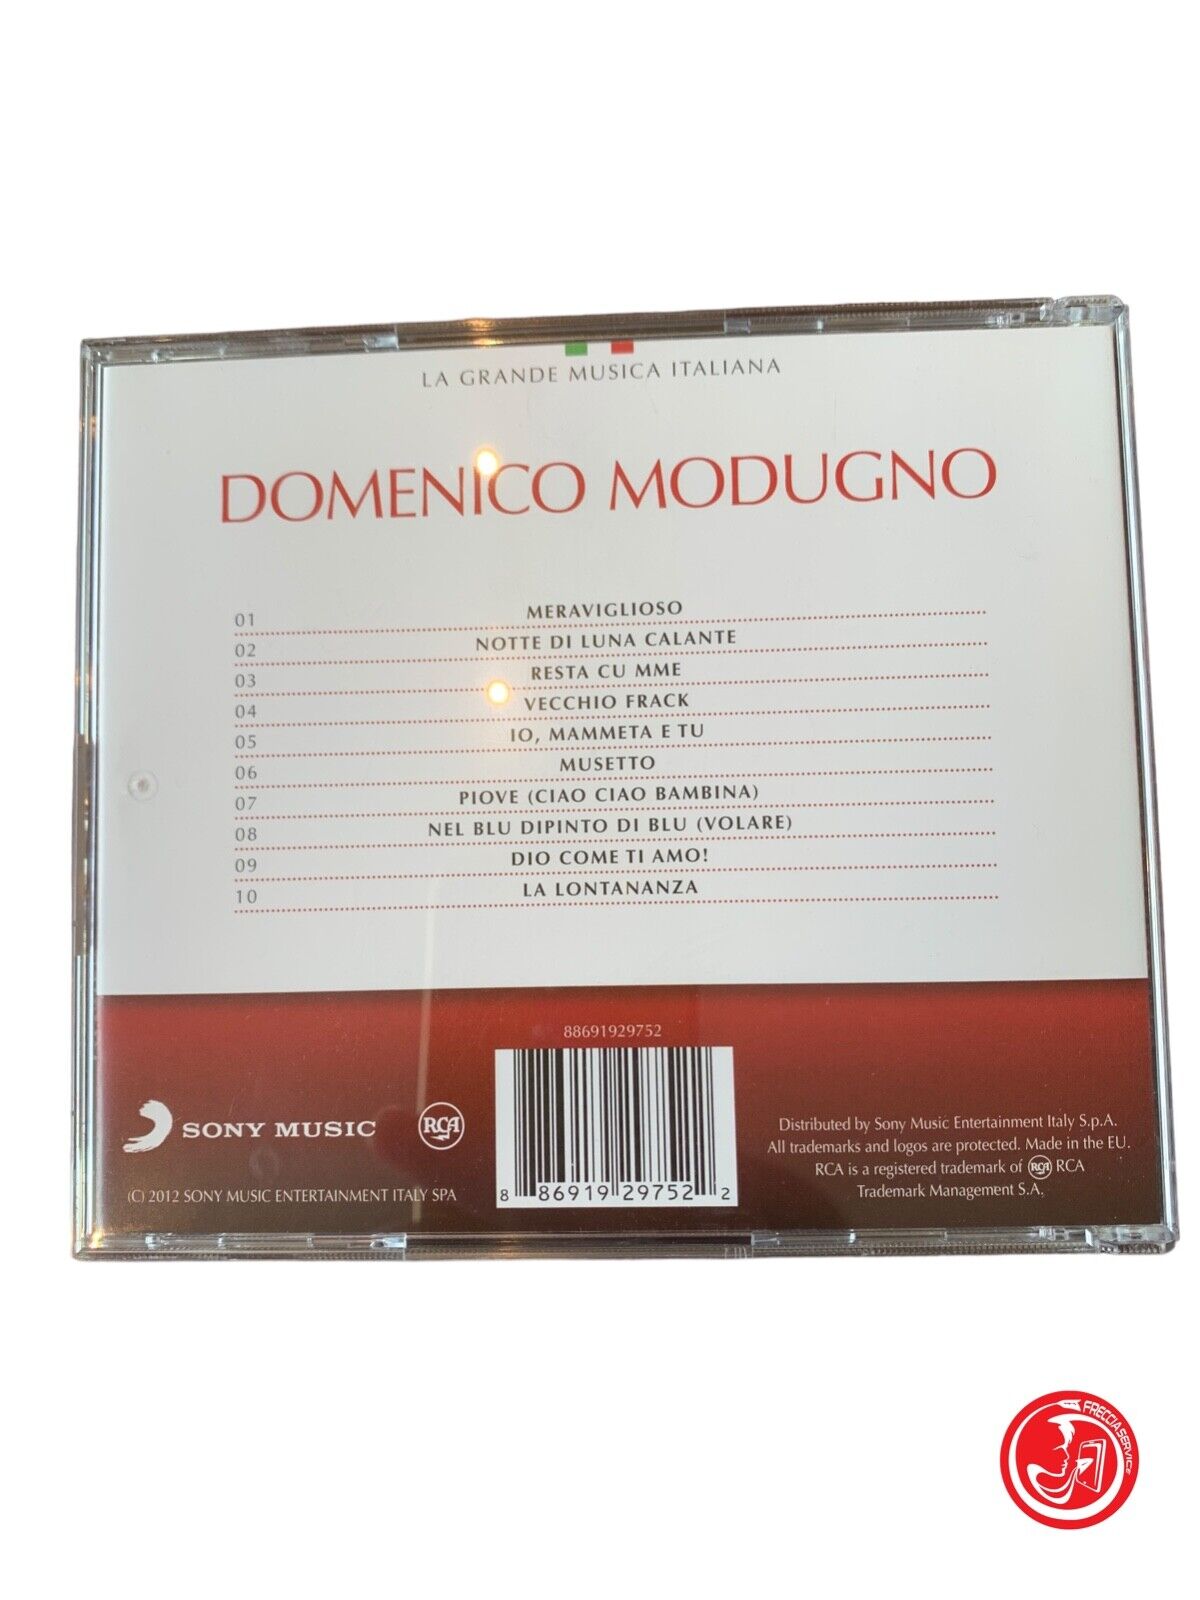 LA GRANDE MUSICA ITALIANA
DOMENICO MODUGNO
01 MERAVIGLIOSO
02 NOTTE DI LUNA CALANTE
03 RESTA CU MME
04 VECCHIO FRACK
05 IO, MAMMETA E TU
06 MUSETTO
07 PIOVE (CIAO CIAO BAMBINA)
08 NEL BLU DIPINTO DI BLU (VOLARE)
09 DIO COME TI AMO!
10 LA LONTANANZA
88691929752
SONY MUSIC
RCA
(C) 2012 SONY MUSIC ENTERTAINMENT ITALY SPA
8 86919 29752 2
Distributed by Sony Music Entertainment Italy S.p.A.
All trademarks and logos are protected. Made in the EU.
RCA is a registered trademark of RCA RCA
Trademark Management S.A.
FRECCIA SERVICE